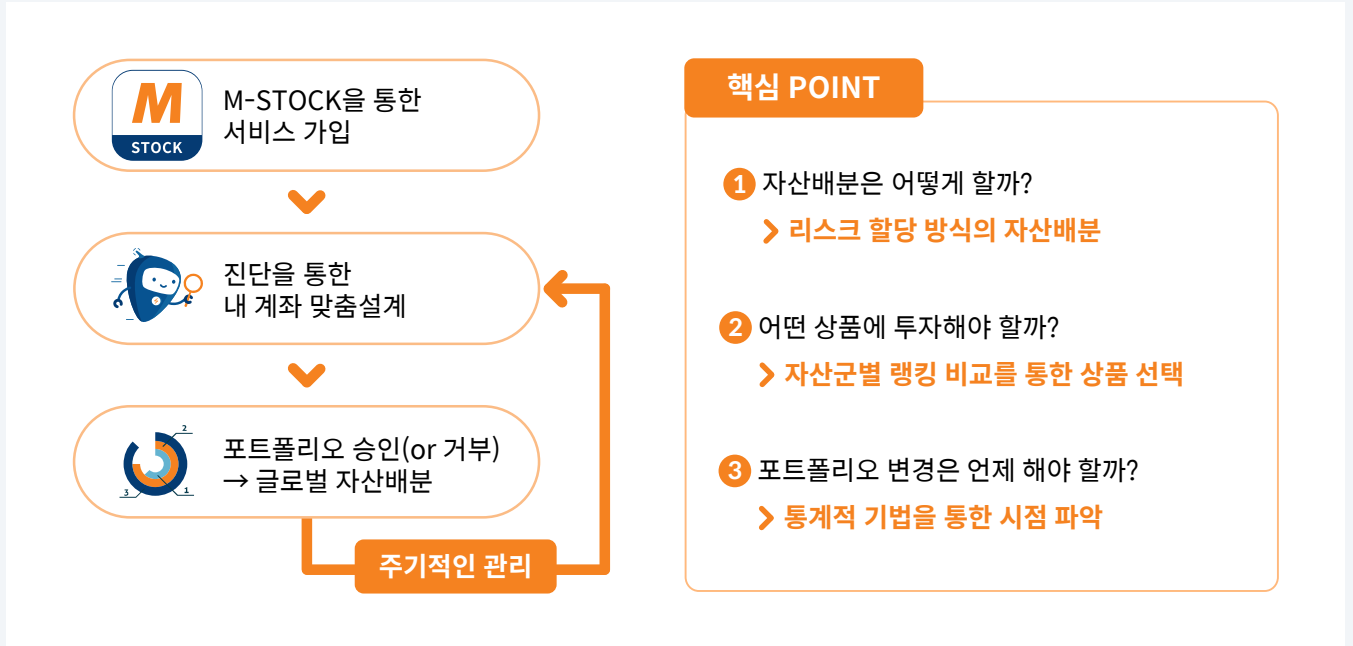 M
STOCK
M-STOCK을 통한
서비스 가입
진단을 통한
내 계좌 맞춤설계
2
3
1
포트폴리오 승인(or 거부)
→ 글로벌 자산배분
주기적인 관리
핵심 POINT
1 자산배분은 어떻게 할까?
리스크 할당 방식의 자산배분
2 어떤 상품에 투자해야 할까?
자산군별 랭킹 비교를 통한 상품 선택
3 포트폴리오 변경은 언제 해야 할까?
통계적 기법을 통한 시점 파악